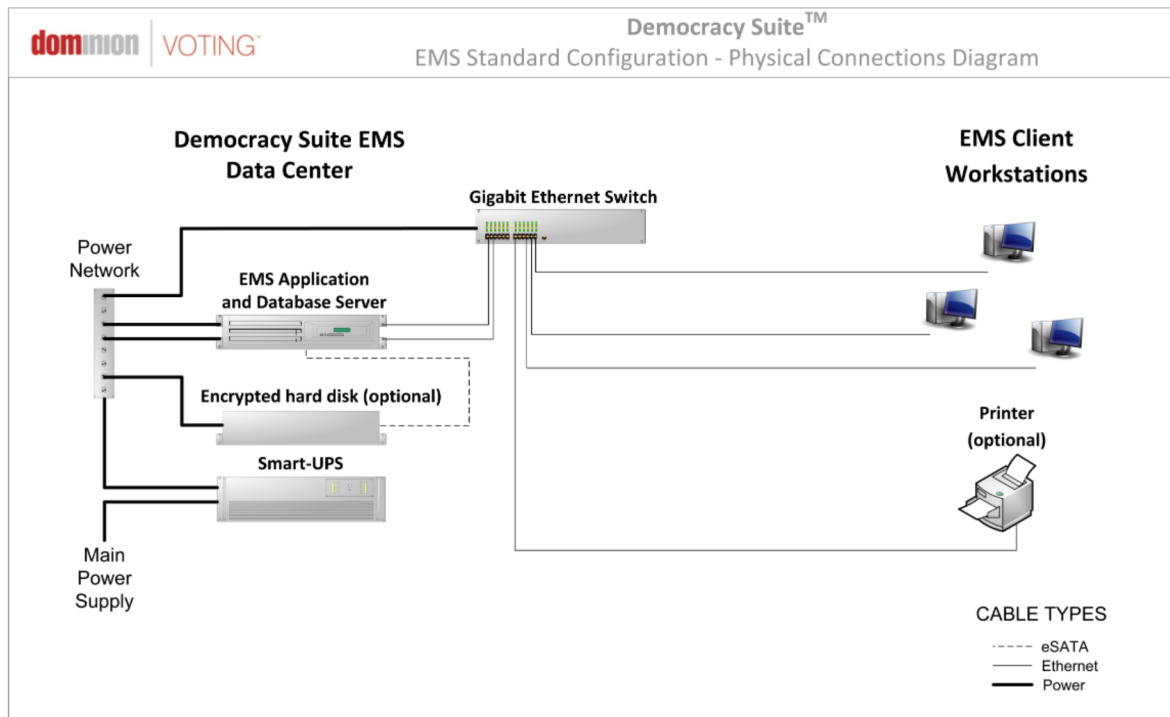 dominion VOTING™
Democracy Suite™
EMS Standard Configuration - Physical Connections Diagram
Democracy Suite EMS
Data Center
EMS Client
Workstations
Gigabit Ethernet Switch
Power
Network
EMS Application
and Database Server
Encrypted hard disk (optional)
Smart-UPS
Printer
(optional)
Main
Power
Supply
CABLE TYPES
eSATA
Ethernet
Power